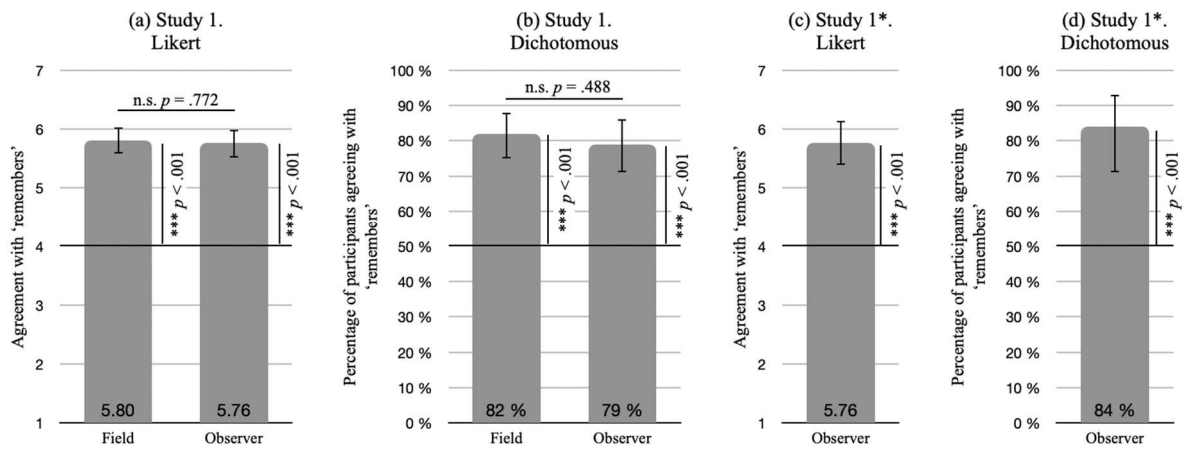 (a) Study 1.
Likert
Agreement with ‘remembers’
7
6
5
4
3
2
1
n.s. p = .772
*** p < .001
*** p < .001
5.80
5.76
Field
Observer
(b) Study 1.
Dichotomous
Percentage of participants agreeing with
‘remembers’
100 %
90 %
80 %
70 %
60 %
50 %
40 %
30 %
20 %
10 %
0 %
n.s. p = .488
*** p < .001
*** p < .001
82 %
79 %
Field
Observer
(c) Study 1*.
Likert
Agreement with ‘remembers’
7
6
5
4
3
2
1
*** p < .001
5.76
Observer
(d) Study 1*.
Dichotomous
Percentage of participants agreeing with
‘remembers’
100 %
90 %
80 %
70 %
60 %
50 %
40 %
30 %
20 %
10 %
0 %
*** p < .001
84 %
Observer